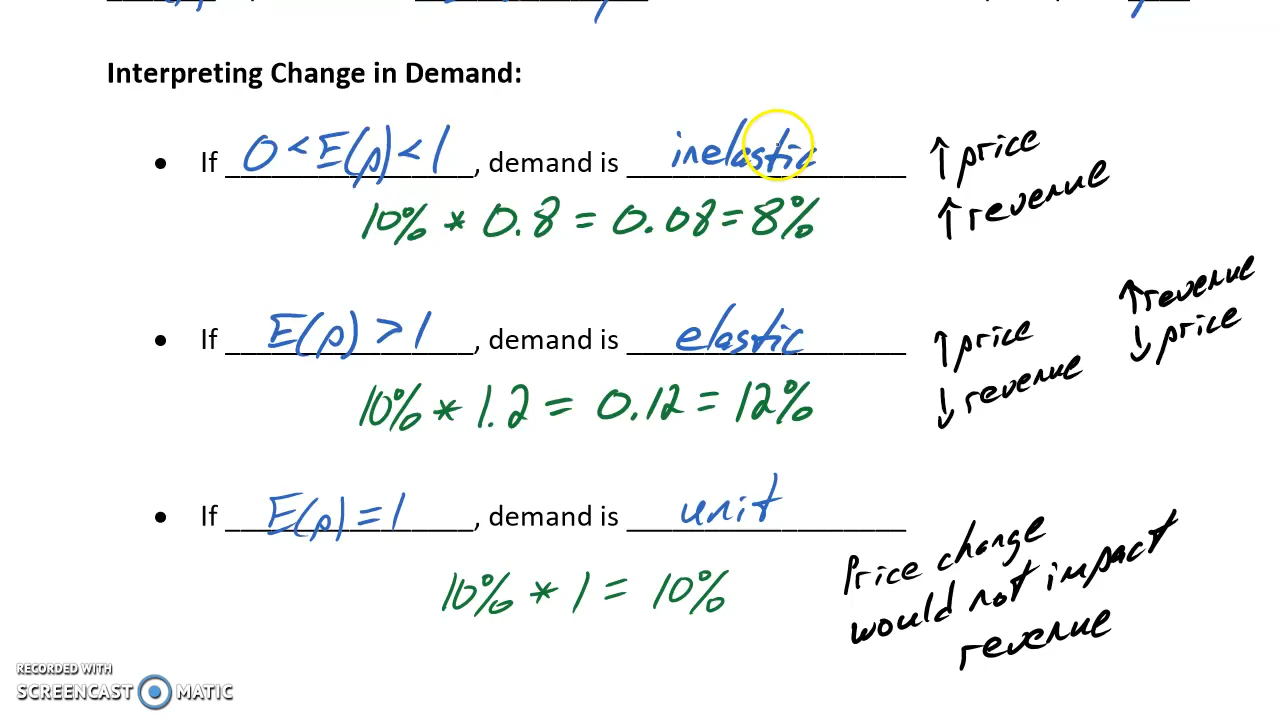 Interpreting Change in Demand:
• If 0 < E(p) < 1, demand is inelastic
↑ price
↑ revenue
10% * 0.8 = 0.08 = 8%
• If E(p) > 1, demand is elastic
↑ price
↓ revenue
↑ revenue
↓ price
10% * 1.2 = 0.12 = 12%
• If E(p) = 1, demand is unit
10% * 1 = 10%
Price change
would not impact
revenue
RECORDED WITH
SCREENCAST MATIC